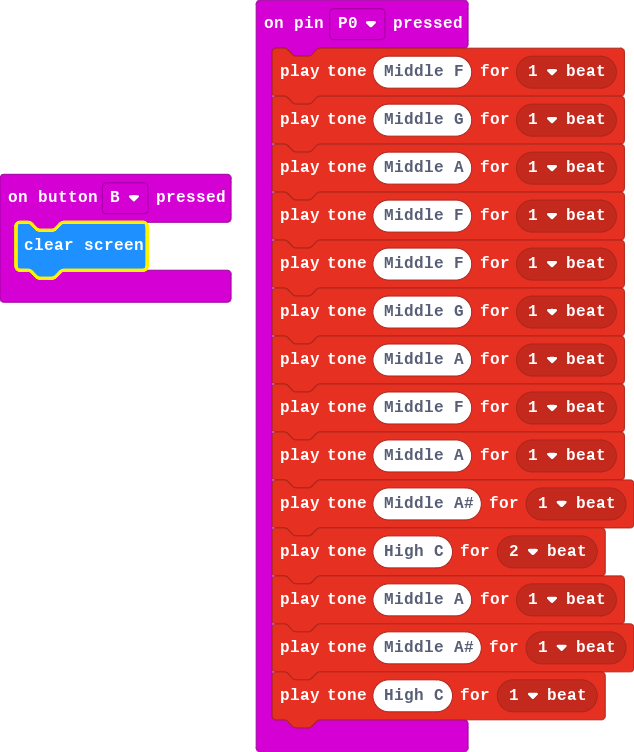 on button B pressed
clear screen
on pin P0 pressed
play tone Middle F for 1 beat
play tone Middle G for 1 beat
play tone Middle A for 1 beat
play tone Middle F for 1 beat
play tone Middle F for 1 beat
play tone Middle G for 1 beat
play tone Middle A for 1 beat
play tone Middle F for 1 beat
play tone Middle A for 1 beat
play tone Middle A# for 1 beat
play tone High C for 2 beat
play tone Middle A for 1 beat
play tone Middle A# for 1 beat
play tone High C for 1 beat